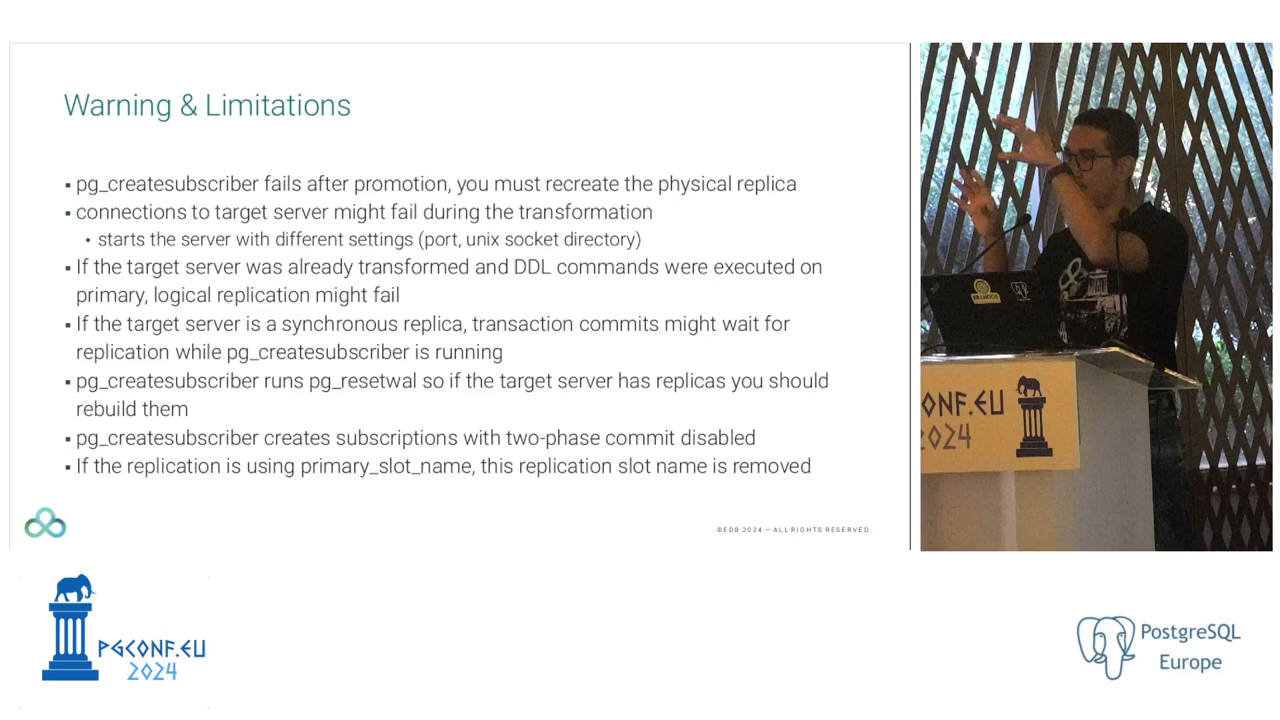 Warning & Limitations
▪ pg_createsubscriber fails after promotion, you must recreate the physical replica
▪ connections to target server might fail during the transformation
• starts the server with different settings (port, unix socket directory)
▪ If the target server was already transformed and DDL commands were executed on
primary, logical replication might fail
▪ If the target server is a synchronous replica, transaction commits might wait for
replication while pg_createsubscriber is running
▪ pg_createsubscriber runs pg_resetwal so if the target server has replicas you should
rebuild them
▪ pg_createsubscriber creates subscriptions with two-phase commit disabled
▪ If the replication is using primary_slot_name, this replication slot name is removed
©EDB 2024 — ALL RIGHTS RESERVED.
ONF.EU
2024
PGCONF.EU
2024
PostgreSQL
Europe